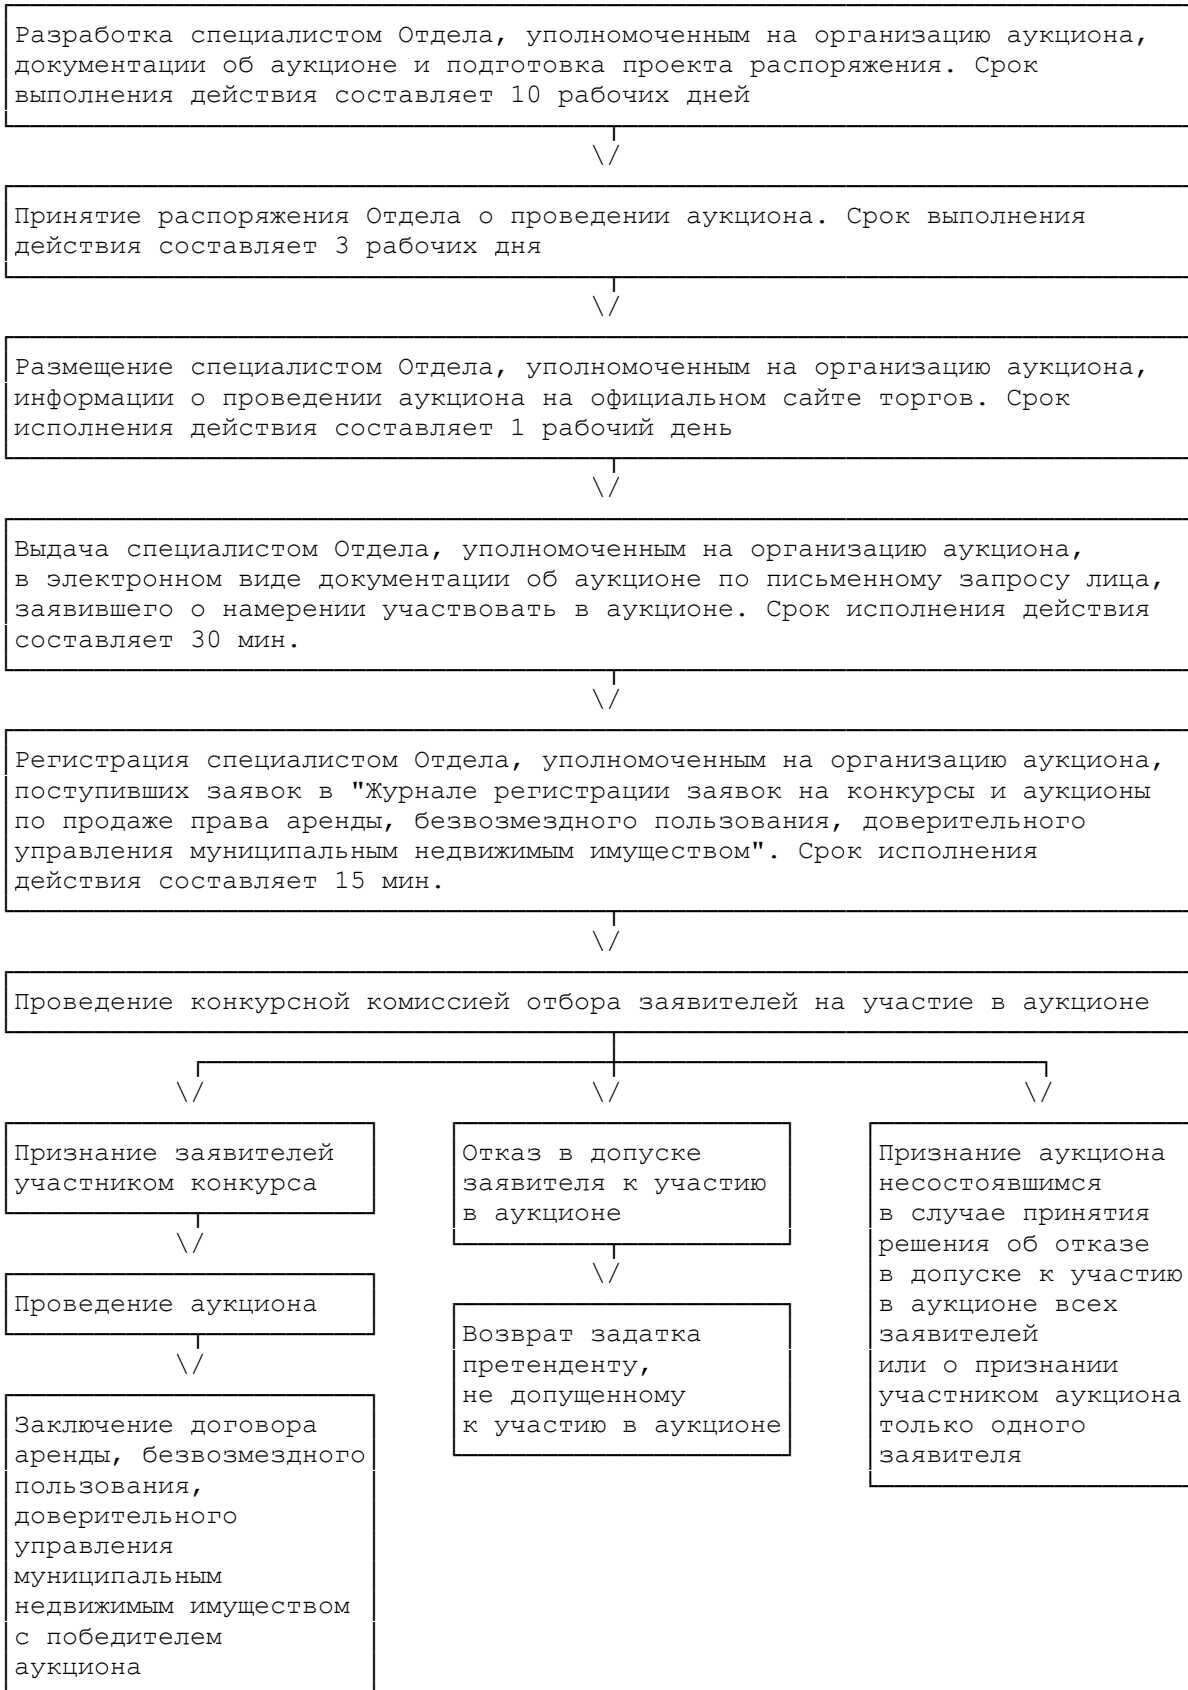 Разработка специалистом Отдела, уполномоченным на организацию аукциона,
документации об аукционе и подготовка проекта распоряжения. Срок
выполнения действия составляет 10 рабочих дней
\/
Принятие распоряжения Отдела о проведении аукциона. Срок выполнения
действия составляет 3 рабочих дня
\/
Размещение специалистом Отдела, уполномоченным на организацию аукциона,
информации о проведении аукциона на официальном сайте торгов. Срок
исполнения действия составляет 1 рабочий день
\/
Выдача специалистом Отдела, уполномоченным на организацию аукциона,
в электронном виде документации об аукционе по письменному запросу лица,
заявившего о намерении участвовать в аукционе. Срок исполнения действия
составляет 30 мин.
\/
Регистрация специалистом Отдела, уполномоченным на организацию аукциона,
поступивших заявок в "Журнале регистрации заявок на конкурсы и аукционы
по продаже права аренды, безвозмездного пользования, доверительного
управления муниципальным недвижимым имуществом". Срок исполнения
действия составляет 15 мин.
\/
Проведение конкурсной комиссией отбора заявителей на участие в аукционе
\/ \/ \/
Признание заявителей
участником конкурса
\/
Проведение аукциона
\/
Заключение договора
аренды, безвозмездного
пользования,
доверительного
управления
муниципальным
недвижимым имуществом
с победителем
аукциона
Отказ в допуске
заявителя к участию
в аукционе
\/
Возврат задатка
претенденту,
не допущенному
к участию в аукционе
Признание аукциона
несостоявшимся
в случае принятия
решения об отказе
в допуске к участию
в аукционе всех
заявителей
или о признании
участником аукциона
только одного
заявителя